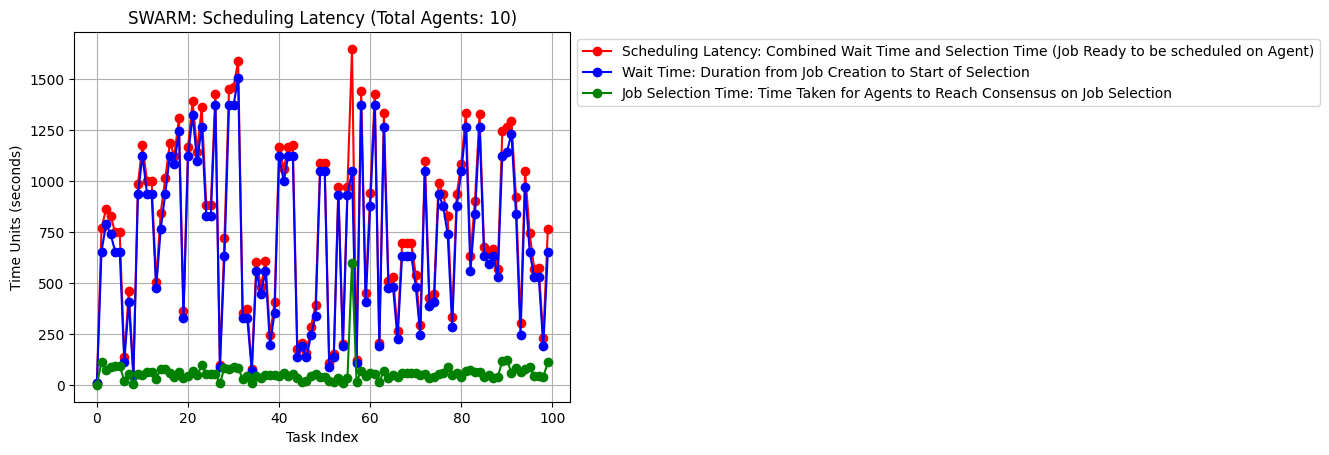 SWARM: Scheduling Latency (Total Agents: 10)
Scheduling Latency: Combined Wait Time and Selection Time (Job Ready to be scheduled on Agent)
Wait Time: Duration from Job Creation to Start of Selection
Job Selection Time: Time Taken for Agents to Reach Consensus on Job Selection
Time Units (seconds)
1500
1250
1000
750
500
250
0
0 20 40 60 80 100
Task Index